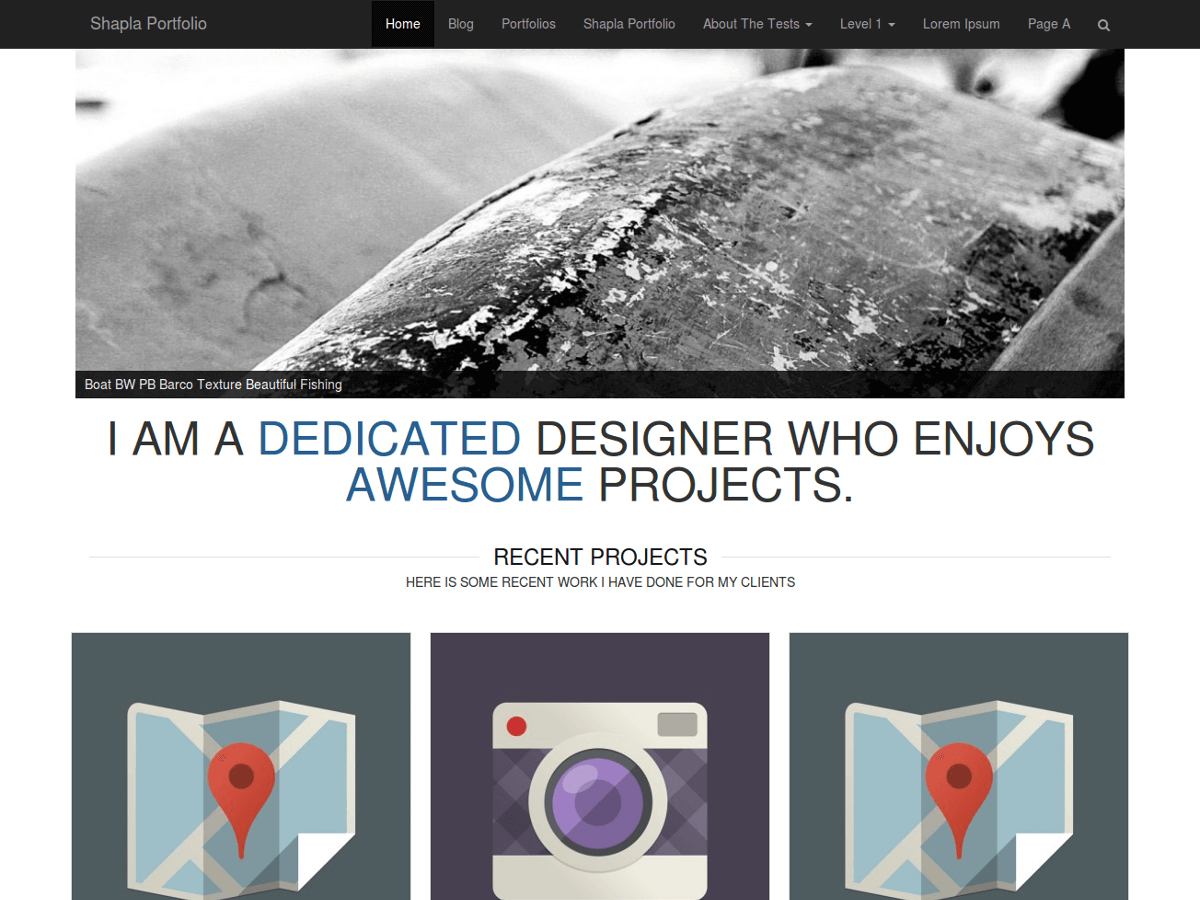 Shapla Portfolio
Home Blog Portfolios Shapla Portfolio About The Tests Level 1 Lorem Ipsum Page A
Boat BW PB Barco Texture Beautiful Fishing
I AM A DEDICATED DESIGNER WHO ENJOYS
AWESOME PROJECTS.
RECENT PROJECTS
HERE IS SOME RECENT WORK I HAVE DONE FOR MY CLIENTS